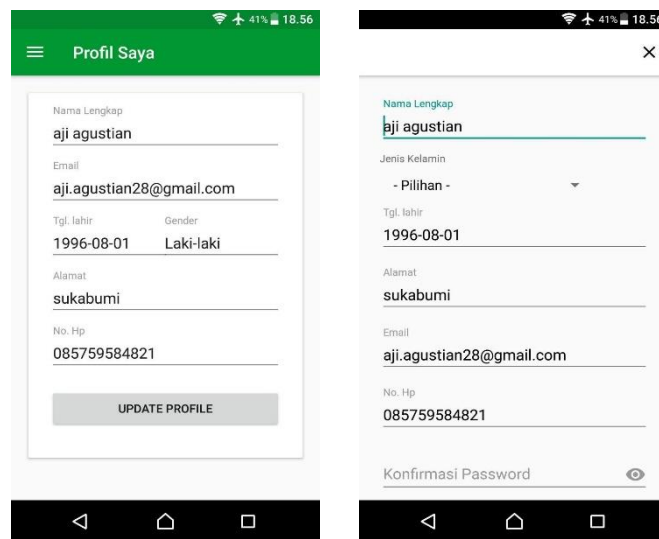 41% 18.56
Profil Saya
Nama Lengkap
aji agustian
Email
aji.agustian28@gmail.com
Tgl. lahir Gender
1996-08-01 Laki-laki
Alamat
sukabumi
No. Hp
085759584821
UPDATE PROFILE
41% 18.56
Nama Lengkap
aji agustian
Jenis Kelamin
- Pilihan -
Tgl. lahir
1996-08-01
Alamat
sukabumi
Email
aji.agustian28@gmail.com
No. Hp
085759584821
Konfirmasi Password